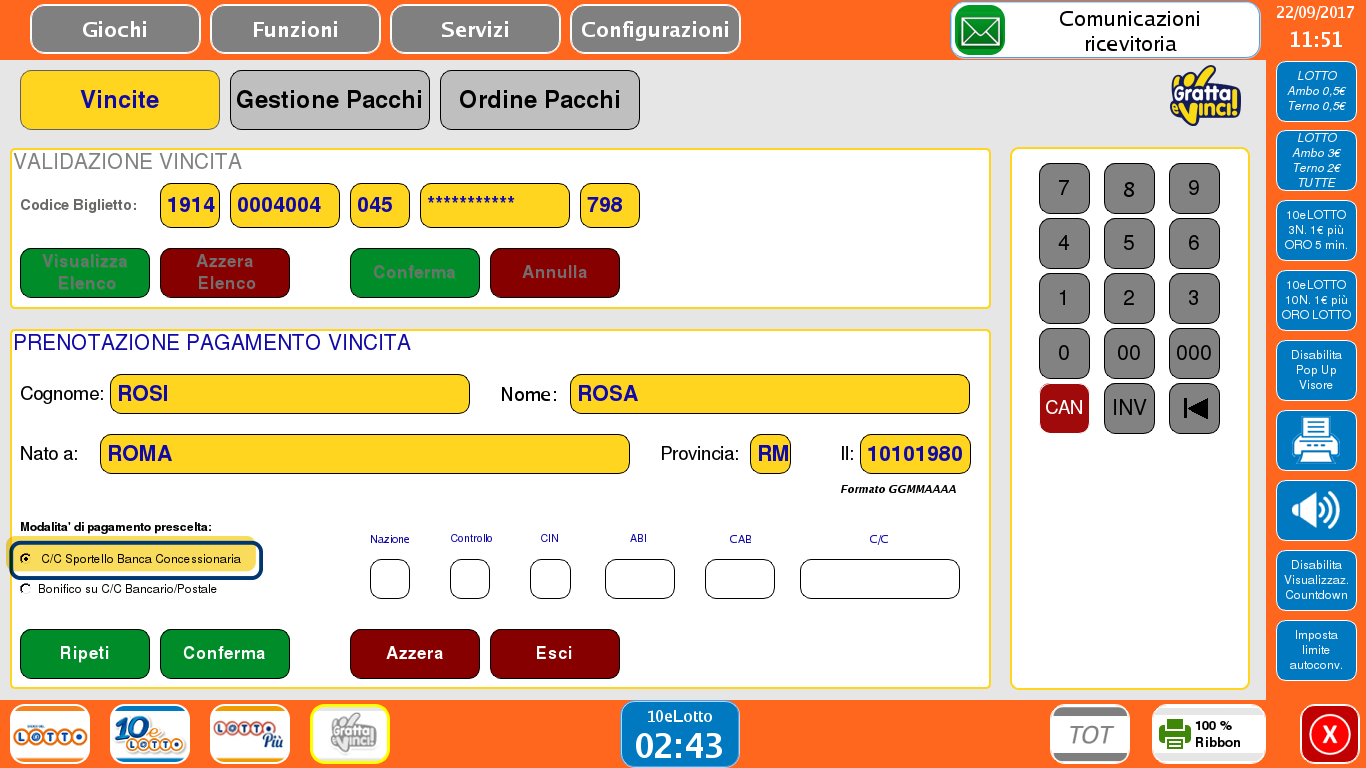 Giochi
Funzioni
Servizi
Configurazioni
Comunicazioni
ricevitoria
22/09/2017
11:51
Vincite
Gestione Pacchi
Ordine Pacchi
Gratta
e Vinci!
VALIDAZIONE VINCITA
Codice Biglietto:
1914
0004004
045
***********
798
Visualizza
Elenco
Azzera
Elenco
Conferma
Annulla
PRENOTAZIONE PAGAMENTO VINCITA
Cognome:
ROSI
Nome:
ROSA
Nato a:
ROMA
Provincia:
RM
Il:
10101980
Formato GGMMAAAA
Modalita' di pagamento prescelta:
C/C Sportello Banca Concessionaria
Bonifico su C/C Bancario/Postale
Nazione
Controllo
CIN
ABI
CAB
C/C
Ripeti
Conferma
Azzera
Esci
7
8
9
4
5
6
1
2
3
0
00
000
CAN
INV
LOTTO
Ambo 0,5€
Terno 0,5€
LOTTO
Ambo 3€
Terno 2€
TUTTE
10eLOTTO
3N. 1€ più
ORO 5 min.
10eLOTTO
10N. 1€ più
ORO LOTTO
Disabilita
Pop Up
Visore
Disabilita
Visualizzaz.
Countdown
Imposta
limite
autoconv.
LOTTO
10eLOTTO
LOTTO
Più
Gratta
e Vinci!
10eLotto
02:43
TOT
100 %
Ribbon
X